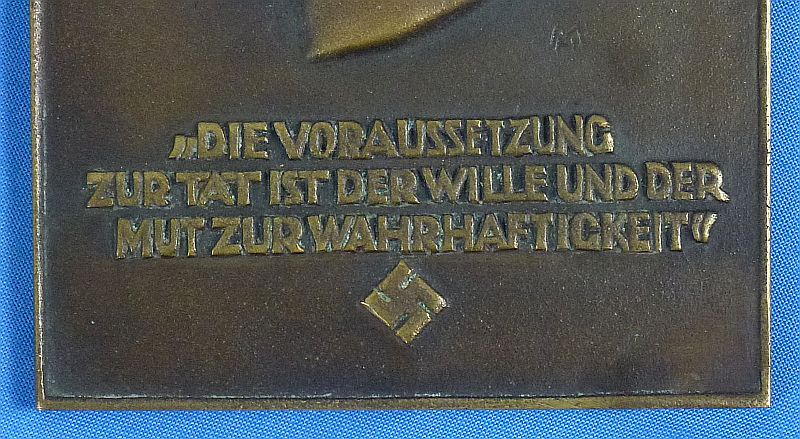 „DIE VORAUSSETZUNG
ZUR TAT IST DER WILLE UND DER
MUT ZUR WAHRHAFTIGKEIT“